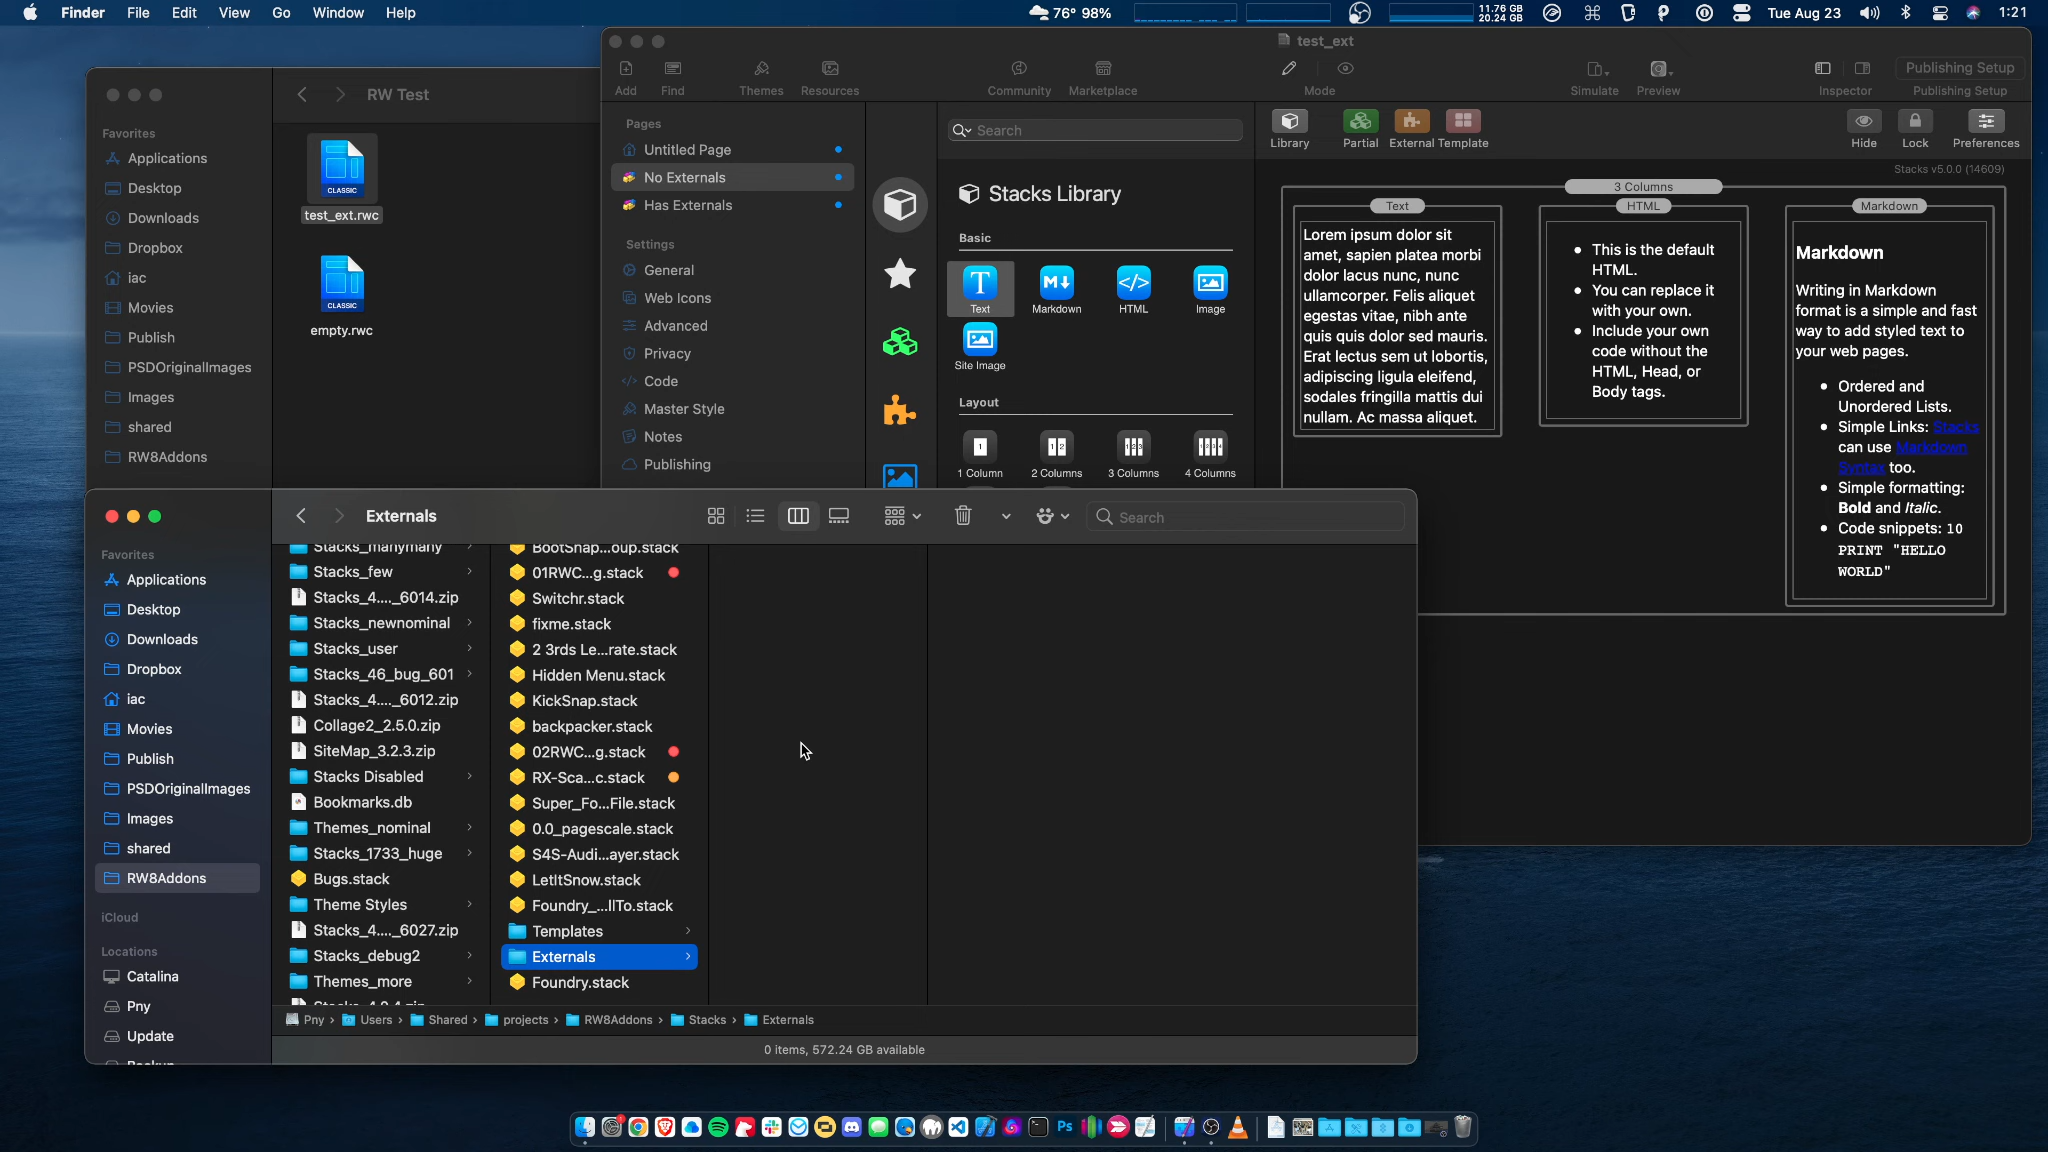 Finder File Edit View Go Window Help
76° 98%
11.76 GB
20.24 GB
Tue Aug 23
1:21
RW Test
Favorites
Applications
Desktop
Downloads
Dropbox
iac
Movies
Publish
PSDOriginalImages
Images
shared
RW8Addons
CLASSIC
test_ext.rwc
CLASSIC
empty.rwc
test_ext
Add Find Themes Resources Community Marketplace Mode Simulate Preview Inspector
Publishing Setup
Publishing Setup
Pages
Untitled Page
No Externals
Has Externals
Settings
General
Web Icons
Advanced
Privacy
Code
Master Style
Notes
Publishing
Search
Stacks Library
Basic
Text Markdown HTML Image
Site Image
Layout
1 Column 2 Columns 3 Columns 4 Columns
Library Partial External Template Hide Lock Preferences
Stacks v5.0.0 (14609)
3 Columns
Text
Lorem ipsum dolor sit
amet, sapien platea morbi
dolor lacus nunc, nunc
ullamcorper. Felis aliquet
egestas vitae, nibh ante
quis quis dolor sed mauris.
Erat lectus sem ut lobortis,
adipiscing ligula eleifend,
sodales fringilla mattis dui
nullam. Ac massa aliquet.
HTML
This is the default
HTML.
You can replace it
with your own.
Include your own
code without the
HTML, Head, or
Body tags.
Markdown
Markdown
Writing in Markdown
format is a simple and fast
way to add styled text to
your web pages.
Ordered and
Unordered Lists.
Simple Links: Stacks
can use Markdown
Syntax too.
Simple formatting:
Bold and Italic.
Code snippets: 10
PRINT "HELLO
WORLD"
Externals
Search
Favorites
Applications
Desktop
Downloads
Dropbox
iac
Movies
Publish
PSDOriginalImages
Images
shared
RW8Addons
iCloud
Locations
Catalina
Pny
Update
Stacks_manymany
Stacks_few
Stacks_4...._6014.zip
Stacks_newnominal
Stacks_user
Stacks_46_bug_601
Stacks_4...._6012.zip
Collage2_2.5.0.zip
SiteMap_3.2.3.zip
Stacks Disabled
Bookmarks.db
Themes_nominal
Stacks_1733_huge
Bugs.stack
Theme Styles
Stacks_4...._6027.zip
Stacks_debug2
Themes_more
BootSnap...oup.stack
01RWC...g.stack
Switchr.stack
fixme.stack
2 3rds Le...rate.stack
Hidden Menu.stack
KickSnap.stack
backpacker.stack
02RWC...g.stack
RX-Sca...c.stack
Super_Fo...File.stack
0.0_pagescale.stack
S4S-Audi...ayer.stack
LetItSnow.stack
Foundry_...llTo.stack
Templates
Externals
Foundry.stack
Pny › Users › Shared › projects › RW8Addons › Stacks › Externals
0 items, 572.24 GB available
Ps